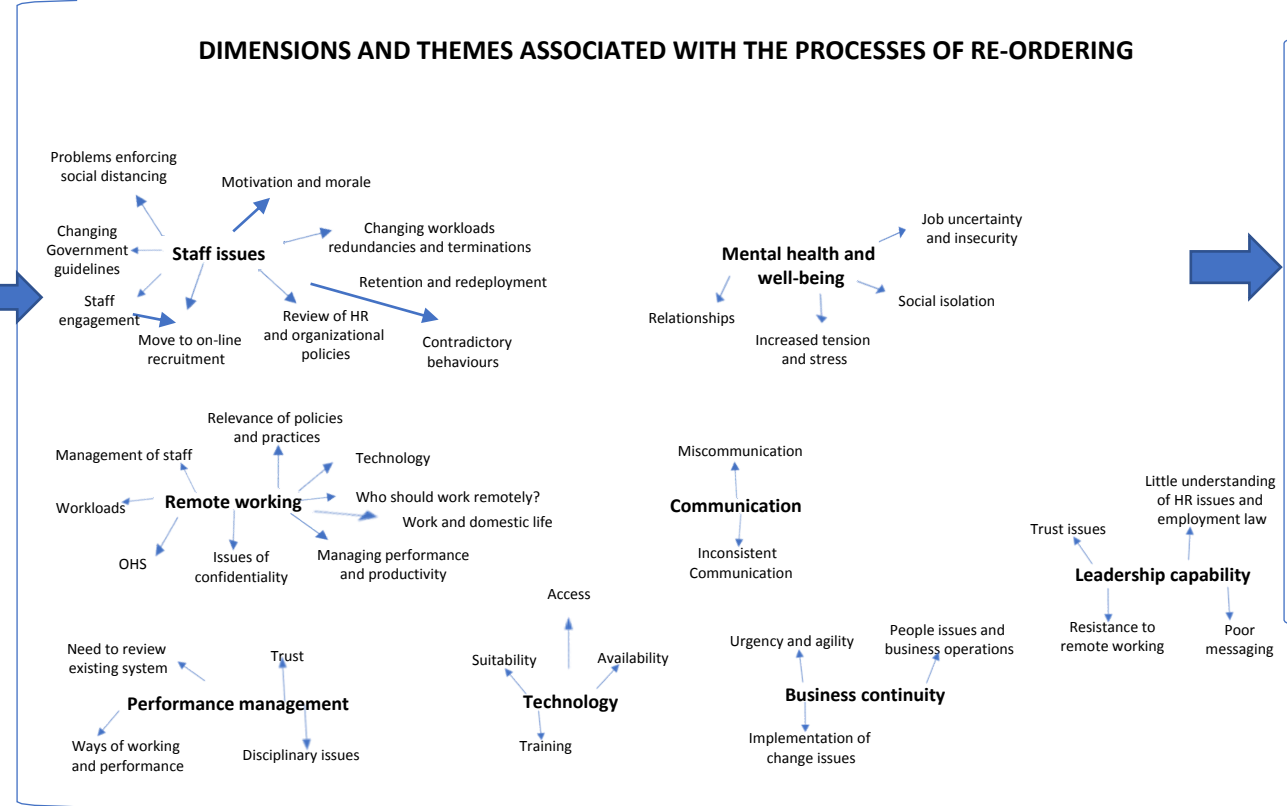 DIMENSIONS AND THEMES ASSOCIATED WITH THE PROCESSES OF RE-ORDERING
Problems enforcing
social distancing
Motivation and morale
Changing
Government
guidelines
Staff issues
Changing workloads
redundancies and terminations
Retention and redeployment
Staff
engagement
Move to on-line
recruitment
Review of HR
and organizational
policies
Contradictory
behaviours
Mental health and
well-being
Job uncertainty
and insecurity
Social isolation
Relationships
Increased tension
and stress
Relevance of policies
and practices
Management of staff
Technology
Workloads
Remote working
Who should work remotely?
Work and domestic life
OHS
Issues of
confidentiality
Managing performance
and productivity
Miscommunication
Communication
Inconsistent
Communication
Little understanding
of HR issues and
employment law
Trust issues
Leadership capability
Resistance to
remote working
Poor
messaging
Need to review
existing system
Trust
Performance management
Ways of working
and performance
Disciplinary issues
Access
Suitability
Availability
Technology
Training
Urgency and agility
People issues and
business operations
Business continuity
Implementation of
change issues